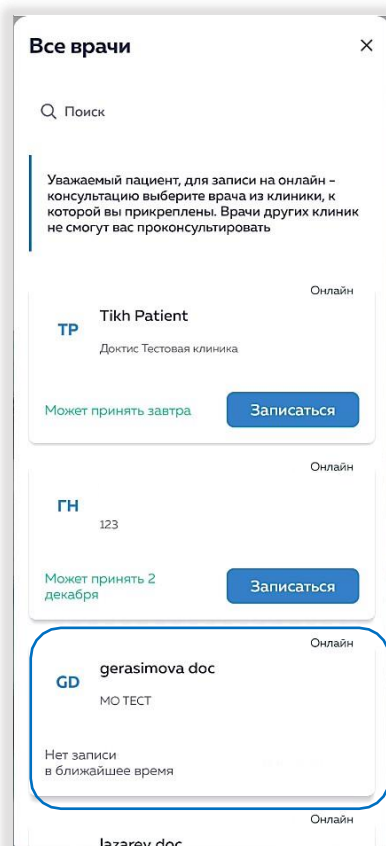 Все врачи
Поиск
Уважаемый пациент, для записи на онлайн -
консультацию выберите врача из клиники, к
которой вы прикреплены. Врачи других клиник
не смогут вас проконсультировать
Онлайн
TP
Tikh Patient
Доктис Тестовая клиника
Может принять завтра
Записаться
Онлайн
ГН
123
Может принять 2
декабря
Записаться
Онлайн
GD
gerasimova doc
МО ТЕСТ
Нет записи
в ближайшее время
Онлайн
lazarev doc